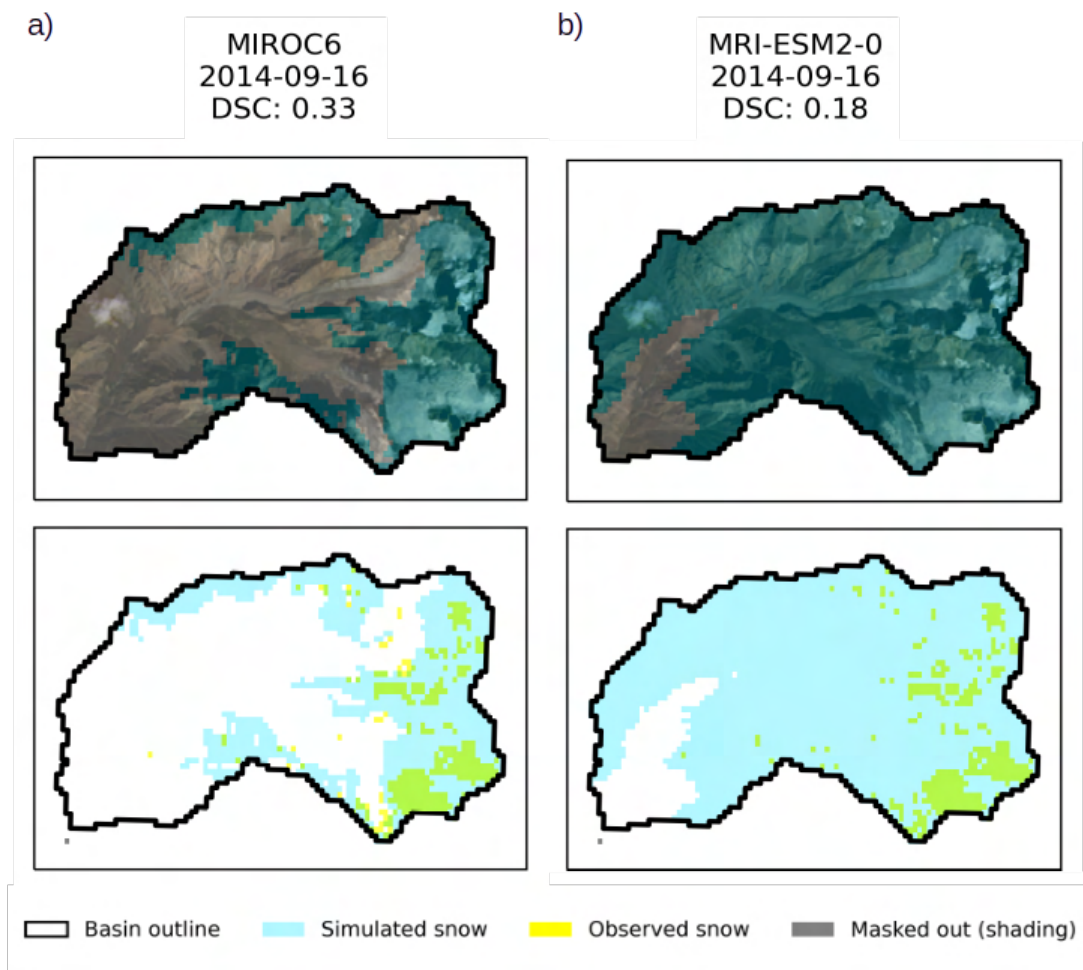 a)
MIROC6
2014-09-16
DSC: 0.33
b)
MRI-ESM2-0
2014-09-16
DSC: 0.18
Basin outline
Simulated snow
Observed snow
Masked out (shading)